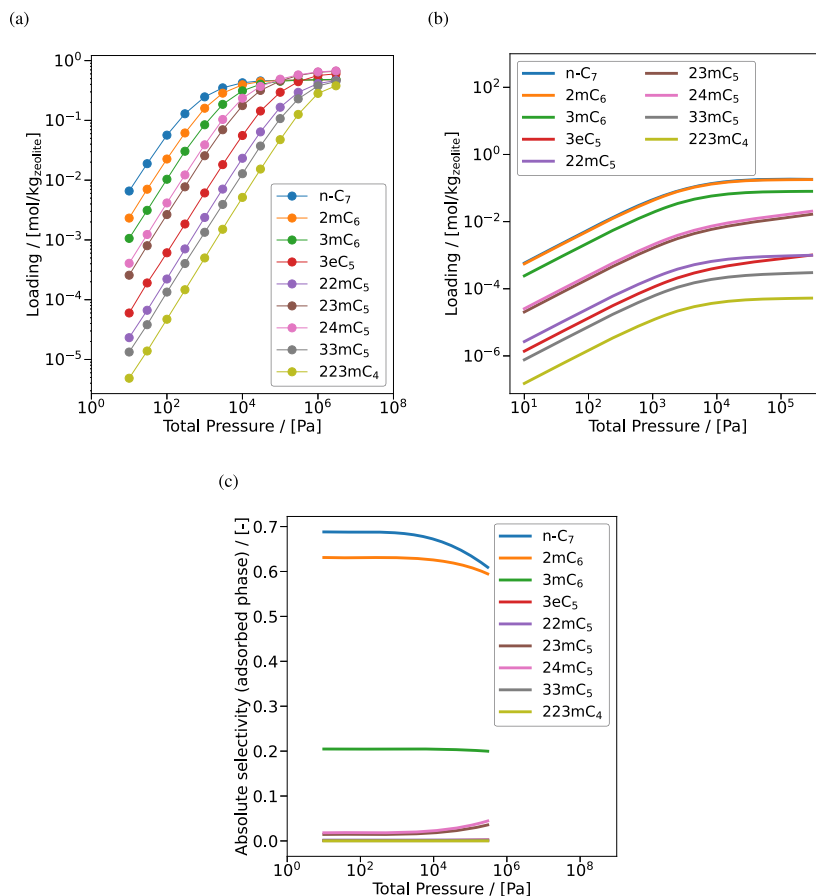 (a)
10⁰
10⁻¹
10⁻²
10⁻³
10⁻⁴
10⁻⁵
Loading / [mol/kg_zeolite]
n-C₇
2mC₆
3mC₆
3eC₅
22mC₅
23mC₅
24mC₅
33mC₅
223mC₄
10⁰ 10² 10⁴ 10⁶ 10⁸
Total Pressure / [Pa]
(b)
10²
10⁰
10⁻²
10⁻⁴
10⁻⁶
Loading / [mol/kg_zeolite]
n-C₇ 23mC₅
2mC₆ 24mC₅
3mC₆ 33mC₅
3eC₅ 223mC₄
22mC₅
10¹ 10² 10³ 10⁴ 10⁵
Total Pressure / [Pa]
(c)
0.7
0.6
0.5
0.4
0.3
0.2
0.1
0.0
Absolute selectivity (adsorbed phase) / [-]
n-C₇
2mC₆
3mC₆
3eC₅
22mC₅
23mC₅
24mC₅
33mC₅
223mC₄
10⁰ 10² 10⁴ 10⁶ 10⁸
Total Pressure / [Pa]